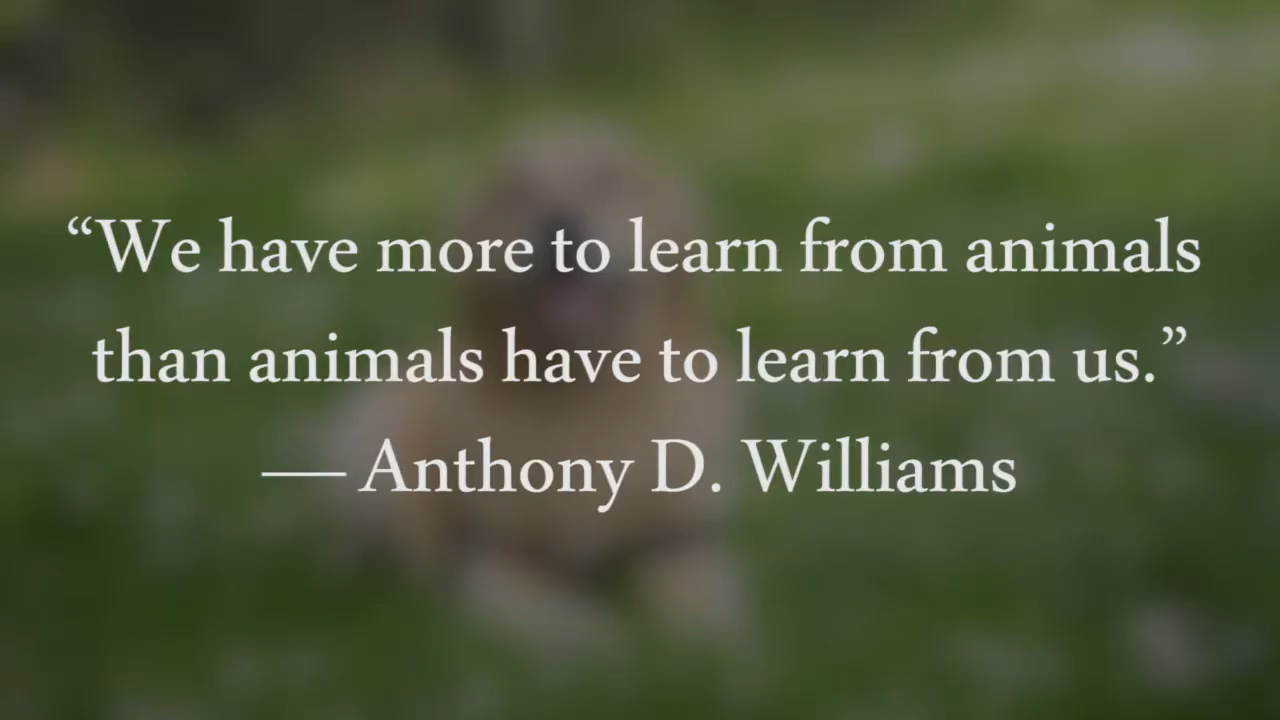 “We have more to learn from animals
than animals have to learn from us.”
— Anthony D. Williams